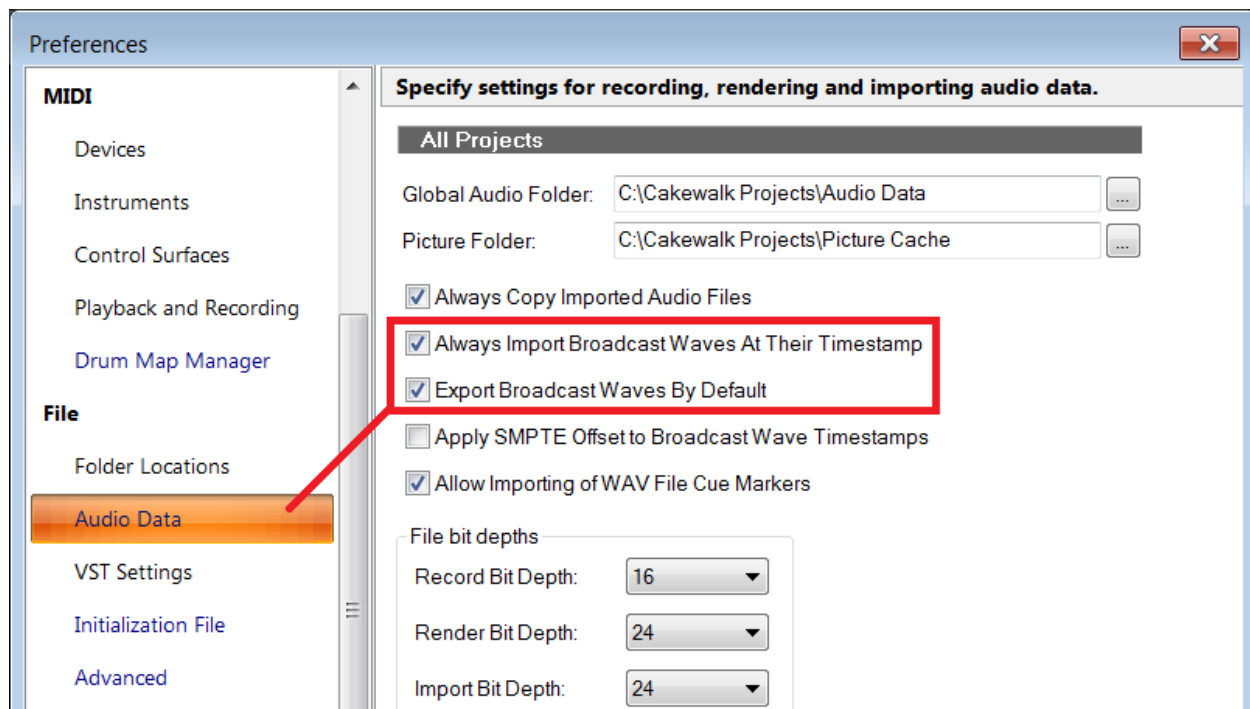 Preferences
MIDI
Devices
Instruments
Control Surfaces
Playback and Recording
Drum Map Manager
File
Folder Locations
Audio Data
VST Settings
Initialization File
Advanced
Specify settings for recording, rendering and importing audio data.
All Projects
Global Audio Folder: C:\Cakewalk Projects\Audio Data ...
Picture Folder: C:\Cakewalk Projects\Picture Cache ...
Always Copy Imported Audio Files
Always Import Broadcast Waves At Their Timestamp
Export Broadcast Waves By Default
Apply SMPTE Offset to Broadcast Wave Timestamps
Allow Importing of WAV File Cue Markers
File bit depths
Record Bit Depth: 16
Render Bit Depth: 24
Import Bit Depth: 24